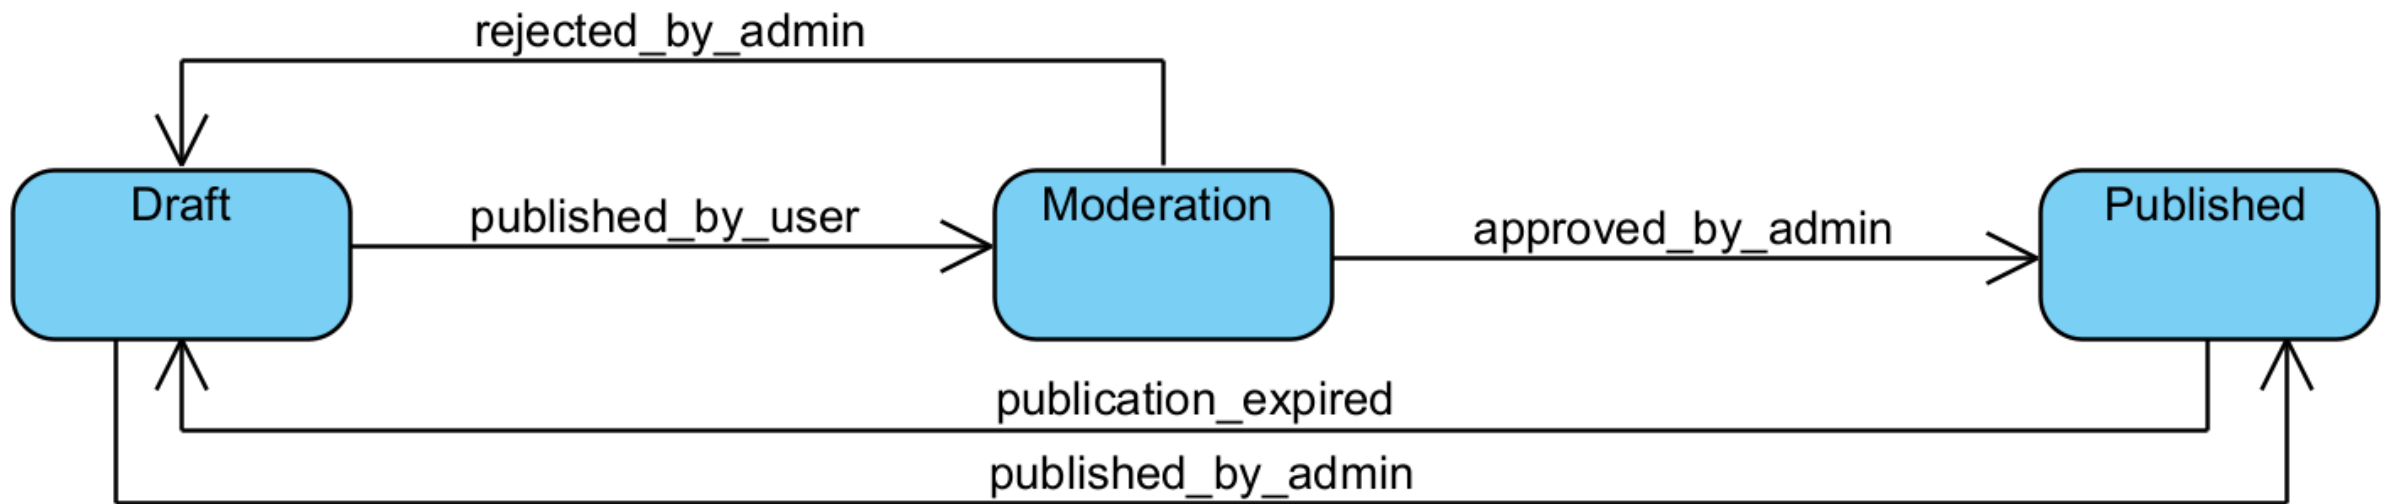 rejected_by_admin
Draft
published_by_user
Moderation
approved_by_admin
Published
publication_expired
published_by_admin